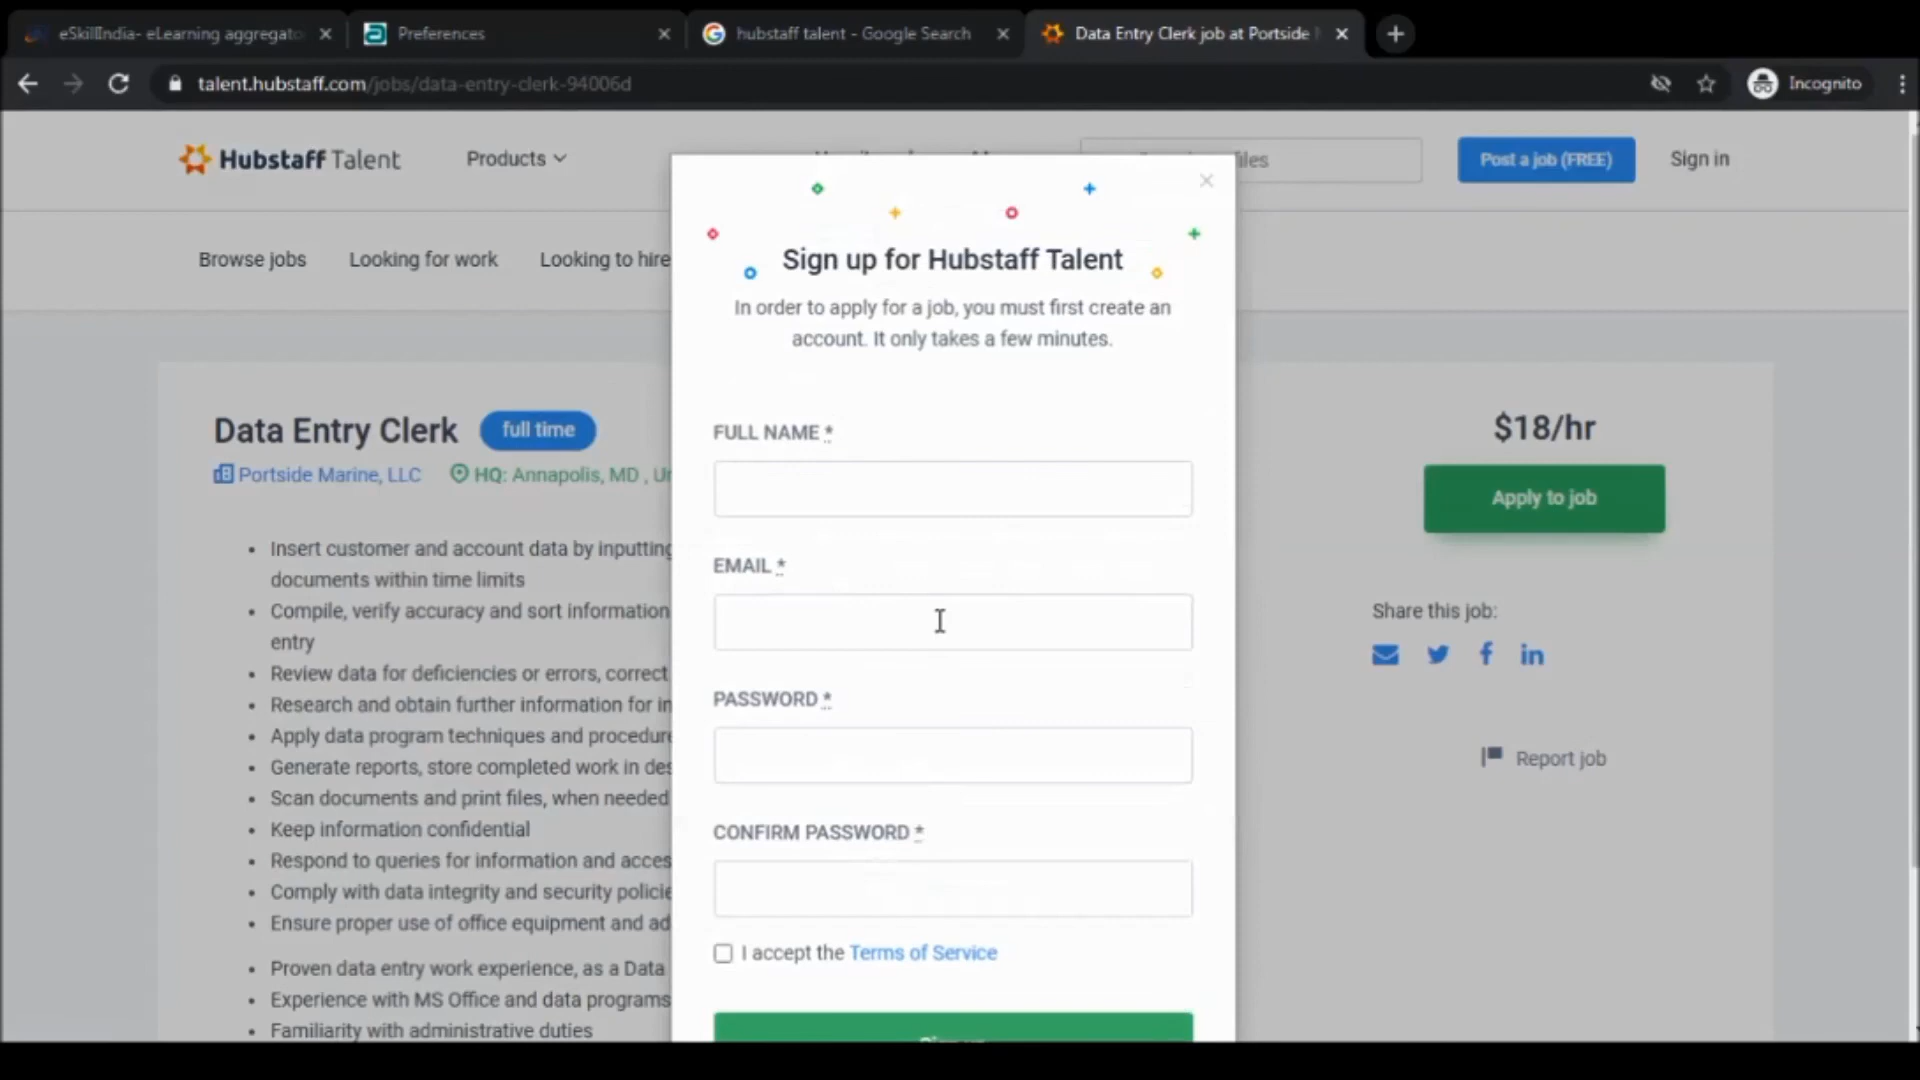 eSkillIndia- eLearning aggregato
Preferences
hubstaff talent - Google Search
Data Entry Clerk job at Portside
talent.hubstaff.com/jobs/data-entry-clerk-94006d
Incognito
Hubstaff Talent
Products
files
Post a job (FREE)
Sign in
Browse jobs
Looking for work
Looking to hire
Sign up for Hubstaff Talent
In order to apply for a job, you must first create an
account. It only takes a few minutes.
FULL NAME *
EMAIL *
PASSWORD *
CONFIRM PASSWORD *
I accept the Terms of Service
Data Entry Clerk
full time
Portside Marine, LLC
HQ: Annapolis, MD , Un
• Insert customer and account data by inputting
documents within time limits
• Compile, verify accuracy and sort information
entry
• Review data for deficiencies or errors, correct
• Research and obtain further information for in
• Apply data program techniques and procedure
• Generate reports, store completed work in des
• Scan documents and print files, when needed
• Keep information confidential
• Respond to queries for information and acces
• Comply with data integrity and security policie
• Ensure proper use of office equipment and ad
• Proven data entry work experience, as a Data
• Experience with MS Office and data programs
• Familiarity with administrative duties
$18/hr
Apply to job
Share this job:
Report job